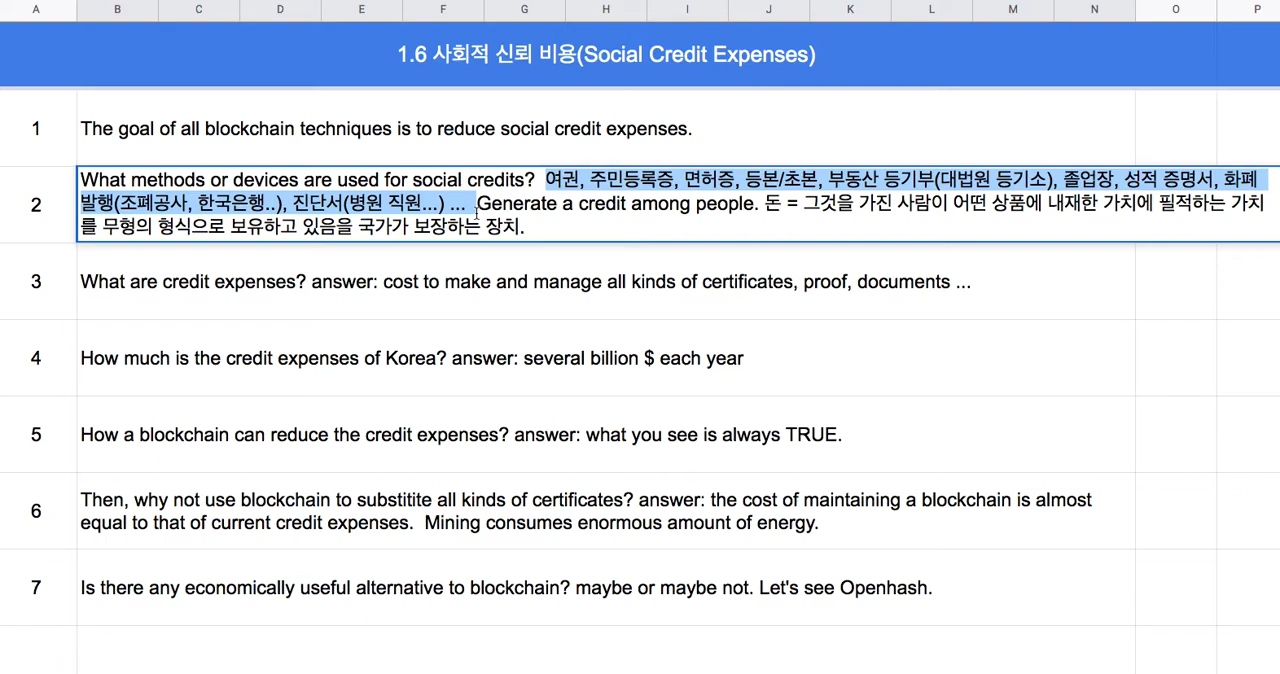 A B C D E F G H I J K L M N O P
1.6 사회적 신뢰 비용(Social Credit Expenses)
1 The goal of all blockchain techniques is to reduce social credit expenses.
What methods or devices are used for social credits? 여권, 주민등록증, 면허증, 등본/초본, 부동산 등기부(대법원 등기소), 졸업장, 성적 증명서, 화폐
2 발행(조폐공사, 한국은행..), 진단서(병원 직원...) ... Generate a credit among people. 돈 = 그것을 가진 사람이 어떤 상품에 내재한 가치에 필적하는 가치
를 무형의 형식으로 보유하고 있음을 국가가 보장하는 장치.
3 What are credit expenses? answer: cost to make and manage all kinds of certificates, proof, documents ...
4 How much is the credit expenses of Korea? answer: several billion $ each year
5 How a blockchain can reduce the credit expenses? answer: what you see is always TRUE.
Then, why not use blockchain to substitite all kinds of certificates? answer: the cost of maintaining a blockchain is almost
6 equal to that of current credit expenses. Mining consumes enormous amount of energy.
7 Is there any economically useful alternative to blockchain? maybe or maybe not. Let's see Openhash.